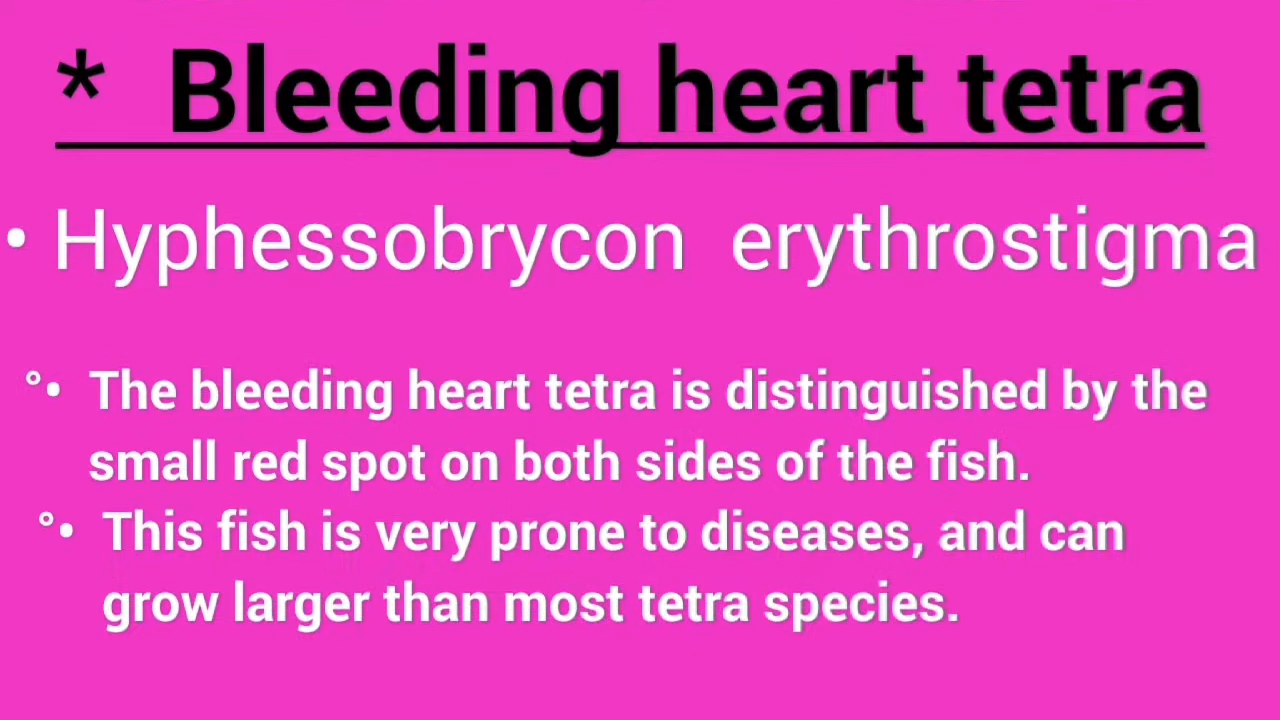 * Bleeding heart tetra
• Hyphessobrycon erythrostigma
°• The bleeding heart tetra is distinguished by the
small red spot on both sides of the fish.
°• This fish is very prone to diseases, and can
grow larger than most tetra species.